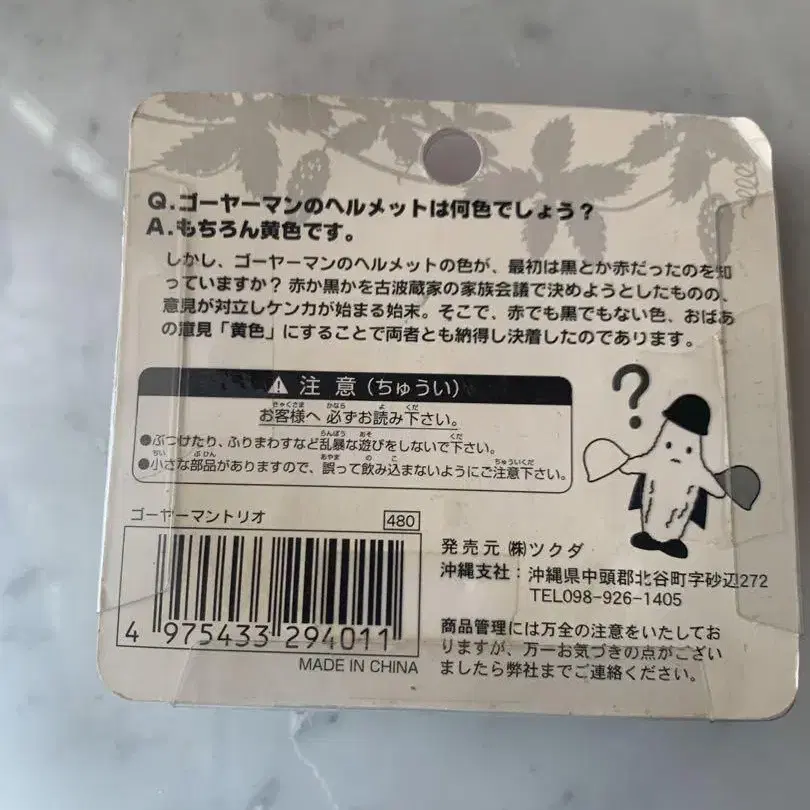 Q.ゴーヤーマンのヘルメットは何色でしょう？
A.もちろん黄色です。
しかし、ゴーヤーマンのヘルメットの色が、最初は黒とか赤だったのを知
っていますか？赤か黒かを古波蔵家の家族会議で決めようとしたものの、
意見が対立しケンカが始まる始末。そこで、赤でも黒でもない色、おばぁ
の意見「黄色」にすることで両者とも納得し決着したのであります。
?
注意(ちゅうい)
お客様へ 必ずお読み下さい。
●ぶつけたり、ふりまわすなど乱暴な遊びをしないで下さい。
●小さな部品がありますので、誤って飲み込まないようにご注意下さい。
ゴーヤーマントリオ
480
4 975433 294011
MADE IN CHINA
発売元 ㈱ツクダ
沖縄支社：沖縄県中頭郡北谷町字砂辺272
TEL098-926-1405
商品管理には万全の注意をいたしてお
りますが、万一お気づきの点がござい
ましたら弊社までご連絡ください。